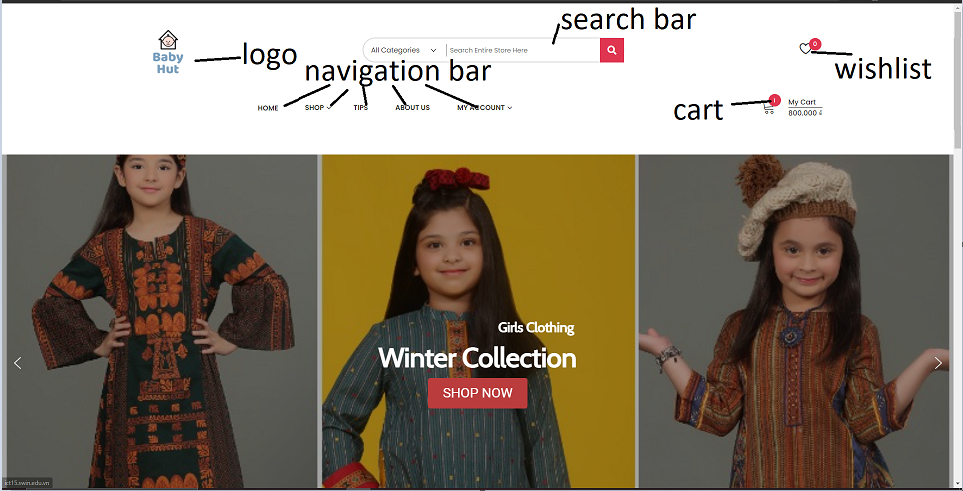 search bar
Baby
Hut
logo
All Categories
Search Entire Store Here
0
wishlist
navigation bar
HOME
SHOP
TIPS
ABOUT US
MY ACCOUNT
cart
1
My Cart
800.000 ₫
Girls Clothing
Winter Collection
SHOP NOW
ict15.swin.edu.vn